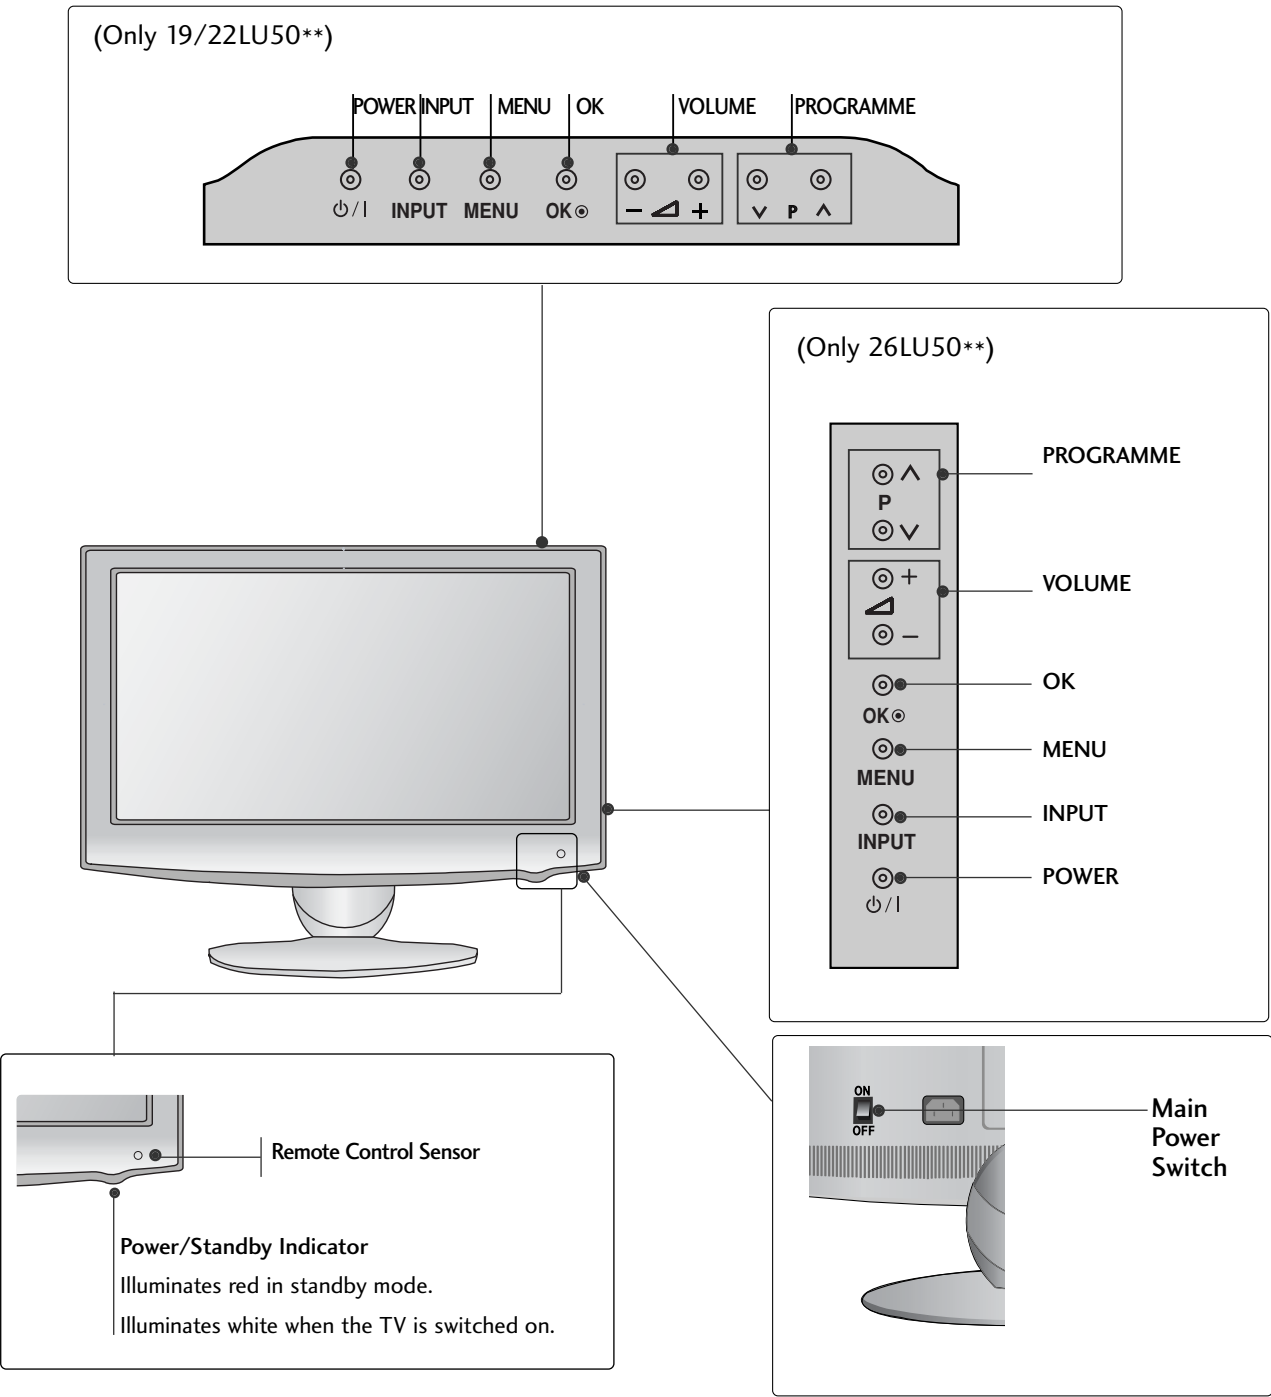 (Only 19/22LU50**)
POWER INPUT MENU OK VOLUME PROGRAMME
⏻/I INPUT MENU OK◉ − + ∨ P ∧
(Only 26LU50**)
∧
P
∨
PROGRAMME
+
−
VOLUME
OK◉
OK
MENU
MENU
INPUT
INPUT
⏻/I
POWER
Remote Control Sensor
Power/Standby Indicator
Illuminates red in standby mode.
Illuminates white when the TV is switched on.
ON
OFF
Main
Power
Switch